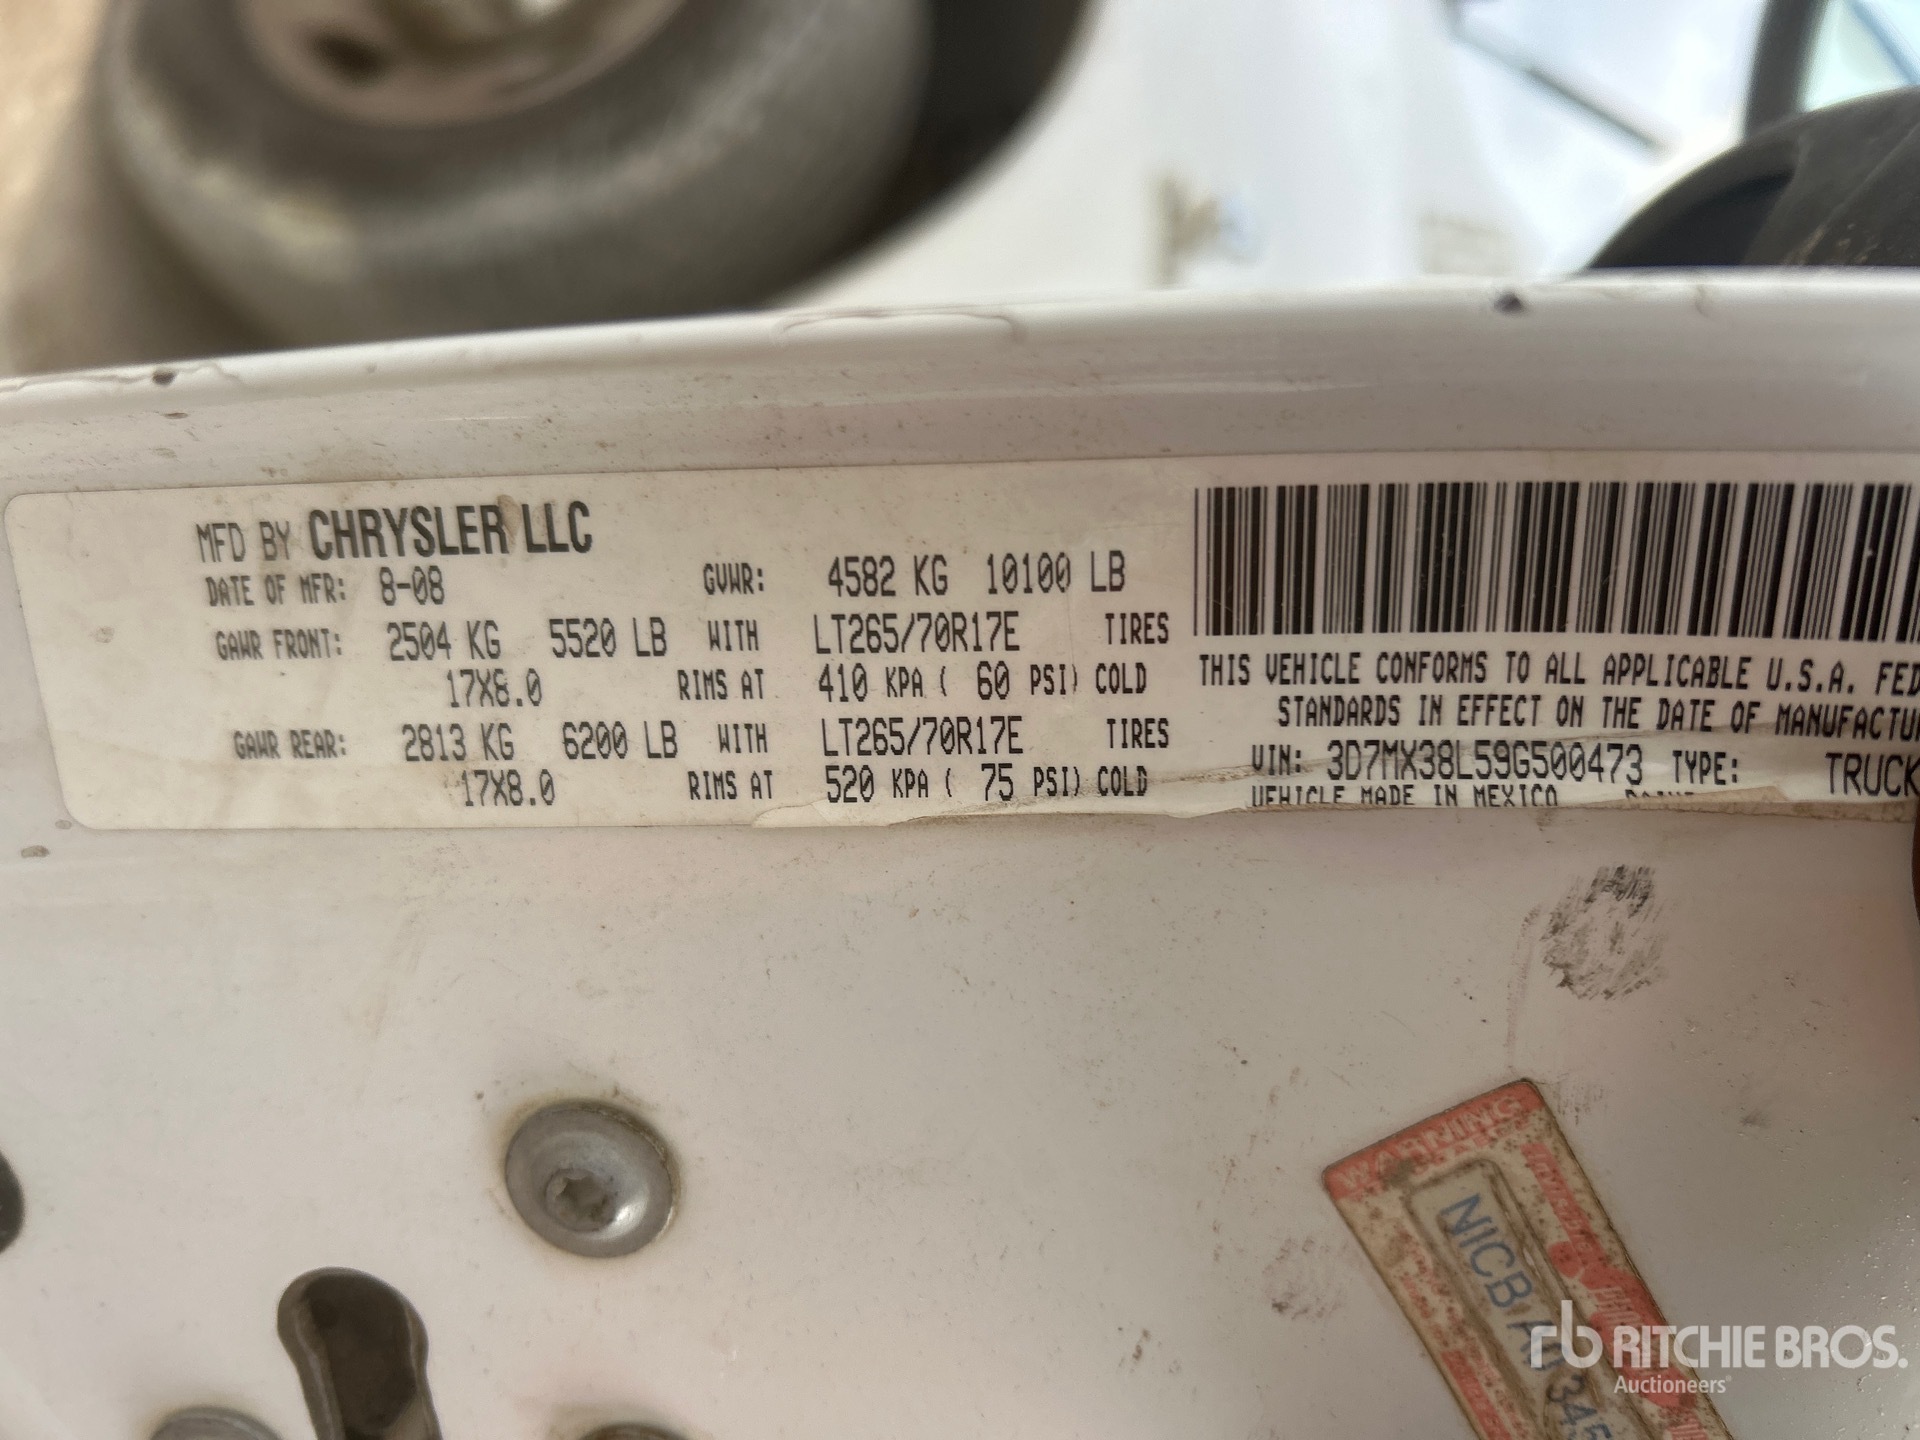 MFD BY CHRYSLER LLC
DATE OF MFR: 8-08 GVWR: 4582 KG 10100 LB
GAWR FRONT: 2504 KG 5520 LB WITH LT265/70R17E TIRES
17X8.0 RIMS AT 410 KPA ( 60 PSI) COLD
GAWR REAR: 2813 KG 6200 LB WITH LT265/70R17E TIRES
17X8.0 RIMS AT 520 KPA ( 75 PSI) COLD
THIS VEHICLE CONFORMS TO ALL APPLICABLE U.S.A. FED
STANDARDS IN EFFECT ON THE DATE OF MANUFACTU
VIN: 3D7MX38L59G500473 TYPE: TRUCK
VEHICLE MADE IN MEXICO
WARNING
NICB
rb RITCHIE BROS.
Auctioneers